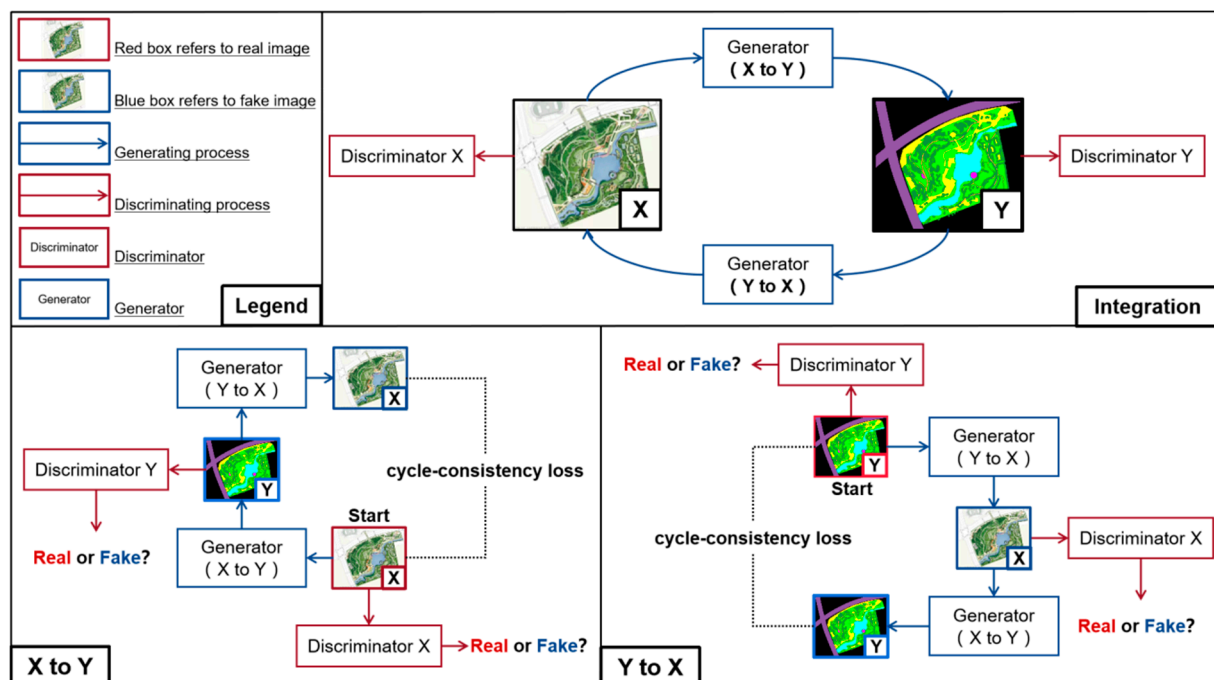 Red box refers to real image
Blue box refers to fake image
Generating process
Discriminating process
Discriminator
Discriminator
Generator
Generator
Legend
Generator
( X to Y )
Discriminator X
X
Y
Discriminator Y
Generator
( Y to X )
Integration
Generator
( Y to X )
X
Discriminator Y
Y
cycle-consistency loss
Start
Real or Fake?
Generator
( X to Y )
X
Discriminator X
Real or Fake?
X to Y
Real or Fake?
Discriminator Y
Y
Start
Generator
( Y to X )
cycle-consistency loss
X
Discriminator X
Y
Generator
( X to Y )
Real or Fake?
Y to X